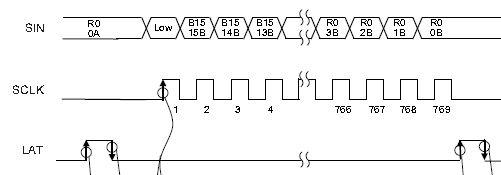 SIN R0 0A Low B15 15B B15 14B B15 13B R0 3B R0 2B R0 1B R0 0B
SCLK 1 2 3 4 766 767 768 769
LAT